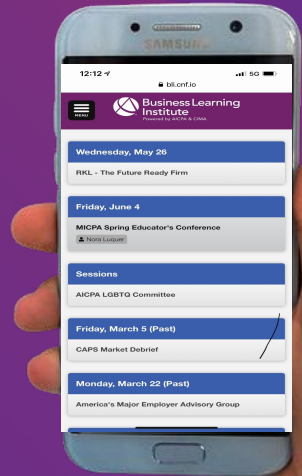 SAMSUNG
12:12
5G
bli.cnf.io
MENU
Business Learning
Institute
Powered by AICPA & CIMA
Wednesday, May 26
RKL - The Future Ready Firm
Friday, June 4
MICPA Spring Educator's Conference
Nora Luquer
Sessions
AICPA LGBTQ Committee
Friday, March 5 (Past)
CAPS Market Debrief
Monday, March 22 (Past)
America's Major Employer Advisory Group